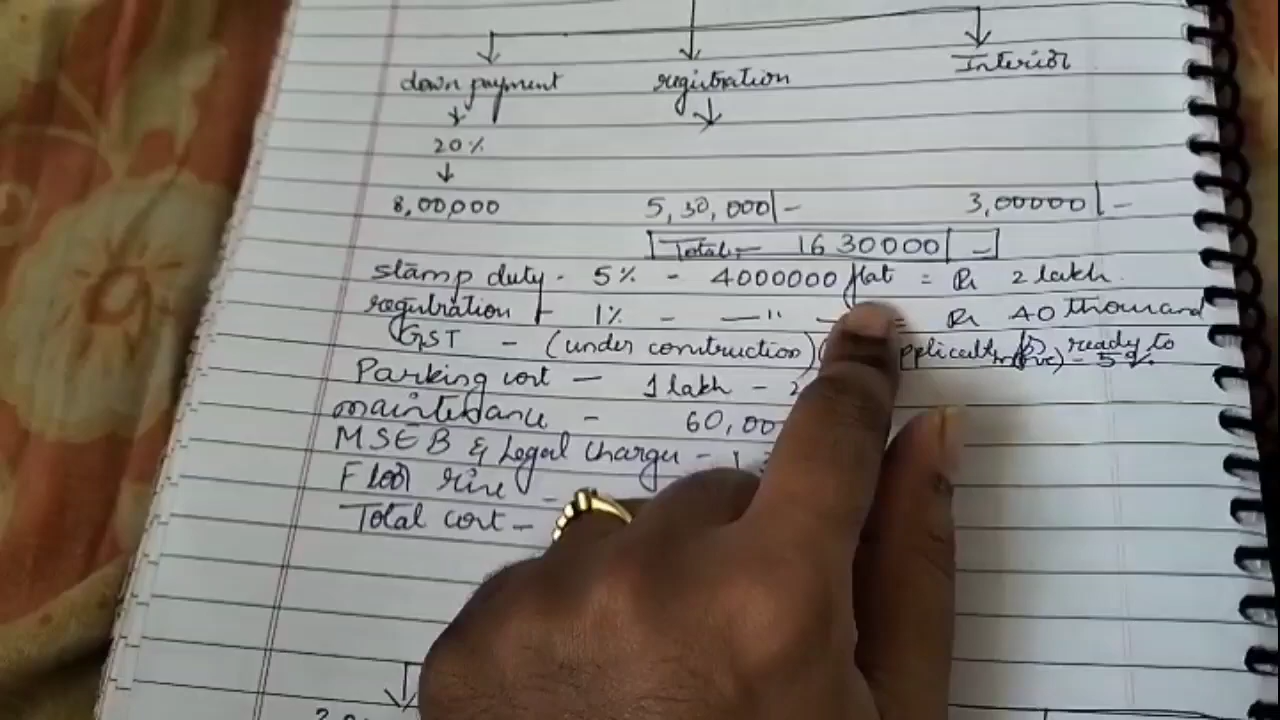 down payment registration Interior
20%
8,00,000 5,30,000/- 3,00000/-
Total - 1630000/-
stamp duty - 5% - 4000000 flat = Rs 2 lakh
registration - 1% - —"— = Rs 40 thousand
GST - (under construction) ready to
move) - 5%
Parking cost - 1 lakh -
maintenance - 60,00
MSEB & Legal charges -
Floor rise -
Total cost -